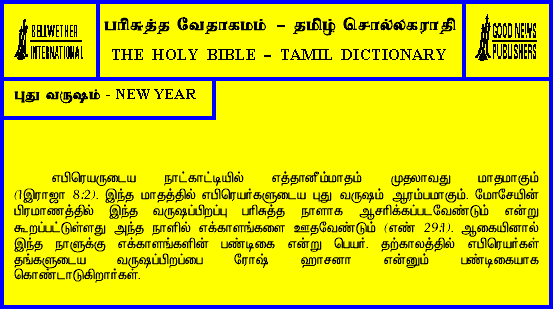 BELLWETHER
INTERNATIONAL
பரிசுத்த வேதாகமம் – தமிழ் சொல்லகராதி
THE HOLY BIBLE – TAMIL DICTIONARY
GOOD NEWS
PUBLISHERS
புது வருஷம் - NEW YEAR
எபிரெயருடைய நாட்காட்டியில் எத்தானீம்மாதம் முதலாவது மாதமாகும்
(1இராஜா 8:2). இந்த மாதத்தில் எபிரெயர்களுடைய புது வருஷம் ஆரம்பமாகும். மோசேயின்
பிரமாணத்தில் இந்த வருஷப்பிறப்பு பரிசுத்த நாளாக ஆசரிக்கப்படவேண்டும் என்று
கூறப்பட்டுள்ளது அந்த நாளில் எக்காளங்களை ஊதவேண்டும் (எண் 29:1). ஆகையினால்
இந்த நாளுக்கு எக்காளங்களின் பண்டிகை என்று பெயர். தற்காலத்தில் எபிரெயர்கள்
தங்களுடைய வருஷப்பிறப்பை ரோஷ் ஹாசனா என்னும் பண்டிகையாக
கொண்டாடுகிறார்கள்.